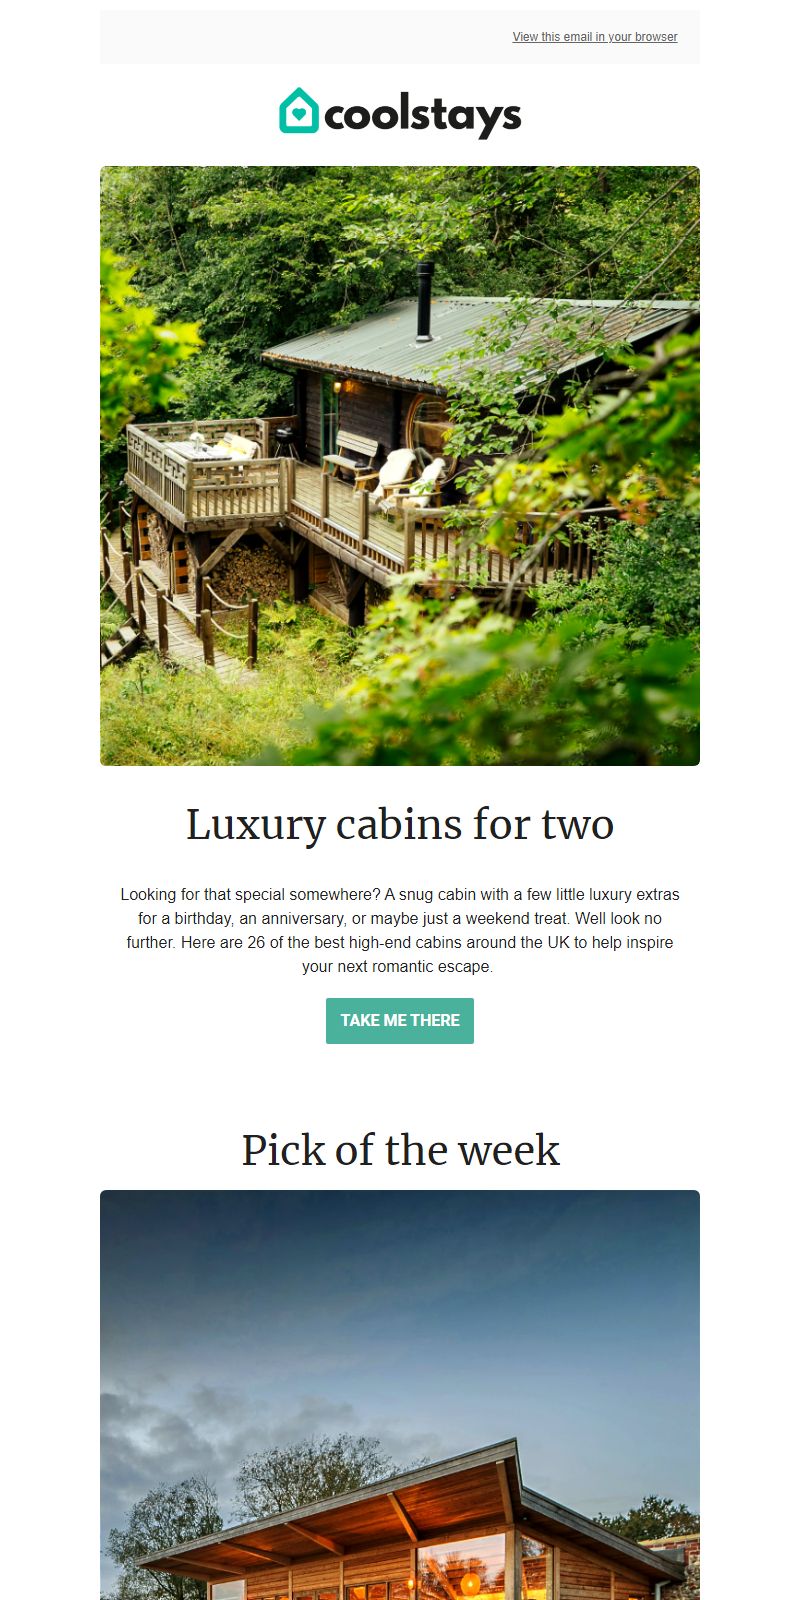 View this email in your browser
coolstays
Luxury cabins for two
Looking for that special somewhere? A snug cabin with a few little luxury extras
for a birthday, an anniversary, or maybe just a weekend treat. Well look no
further. Here are 26 of the best high-end cabins around the UK to help inspire
your next romantic escape.
TAKE ME THERE
Pick of the week